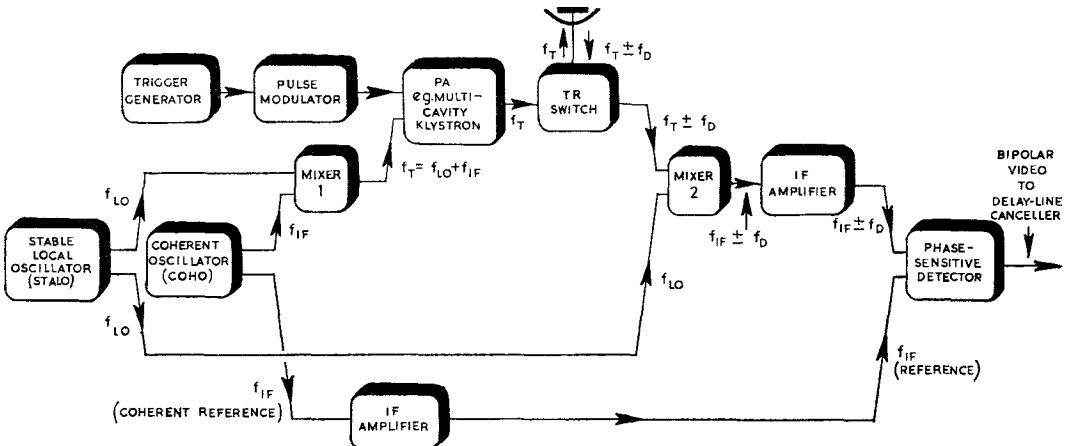 TRIGGER
GENERATOR
PULSE
MODULATOR
PA
eg.MULTI-
CAVITY
KLYSTRON
f_T
f_T
f_T ± f_D
TR
SWITCH
f_T ± f_D
f_T = f_LO + f_IF
MIXER
1
f_LO
f_IF
STABLE
LOCAL
OSCILLATOR
(STALO)
COHERENT
OSCILLATOR
(COHO)
f_LO
MIXER
2
f_IF ± f_D
IF
AMPLIFIER
f_IF ± f_D
BIPOLAR
VIDEO
TO
DELAY-LINE
CANCELLER
PHASE-
SENSITIVE
DETECTOR
f_LO
f_IF
(REFERENCE)
f_IF
(COHERENT REFERENCE)
IF
AMPLIFIER